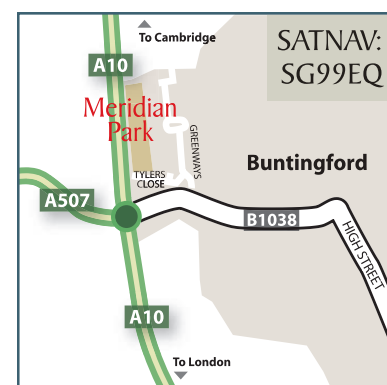 To Cambridge
SATNAV:
SG99EQ
A10
Meridian
Park
GREENWAYS
TYLERS
CLOSE
Buntingford
A507
B1038
HIGH STREET
A10
To London